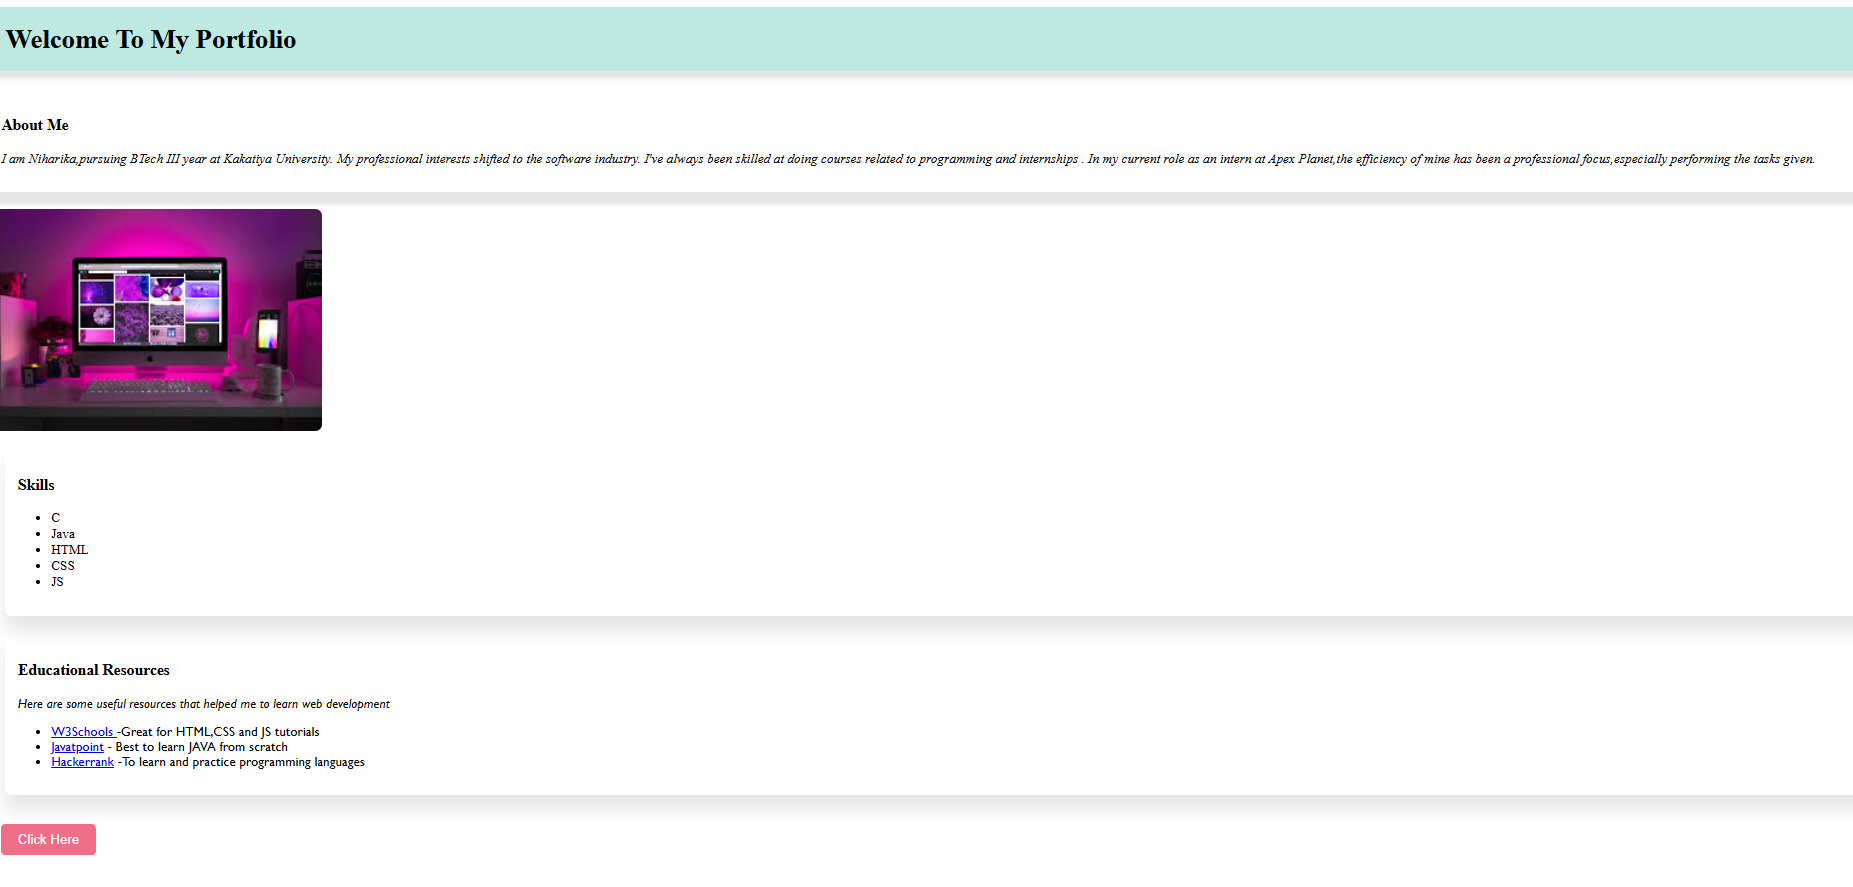 Welcome To My Portfolio
About Me
I am Niharika,pursuing BTech III year at Kakatiya University. My professional interests shifted to the software industry. I've always been skilled at doing courses related to programming and internships . In my current role as an intern at Apex Planet,the efficiency of mine has been a professional focus,especially performing the tasks given.
Skills
• C
• Java
• HTML
• CSS
• JS
Educational Resources
Here are some useful resources that helped me to learn web development
• W3Schools -Great for HTML,CSS and JS tutorials
• Javatpoint - Best to learn JAVA from scratch
• Hackerrank -To learn and practice programming languages
Click Here